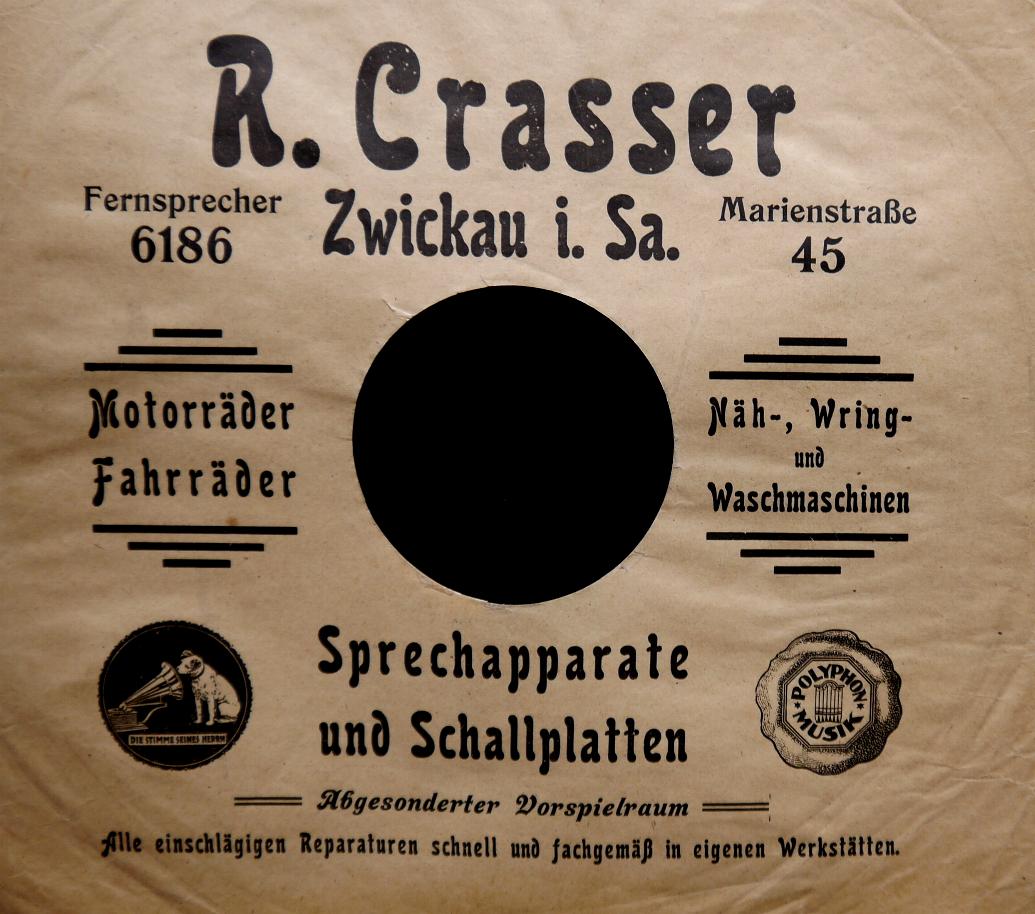 R. Crasser
Fernsprecher
6186
Zwickau i. Sa.
Marienstraße
45
Motorräder
Fahrräder
Näh-, Wring-
und
Waschmaschinen
Sprechapparate
und Schallplatten
DIE STIMME SEINES HERRN
POLYPHON
MUSIK
Abgesonderter Vorspielraum
Alle einschlägigen Reparaturen schnell und fachgemäß in eigenen Werkstätten.